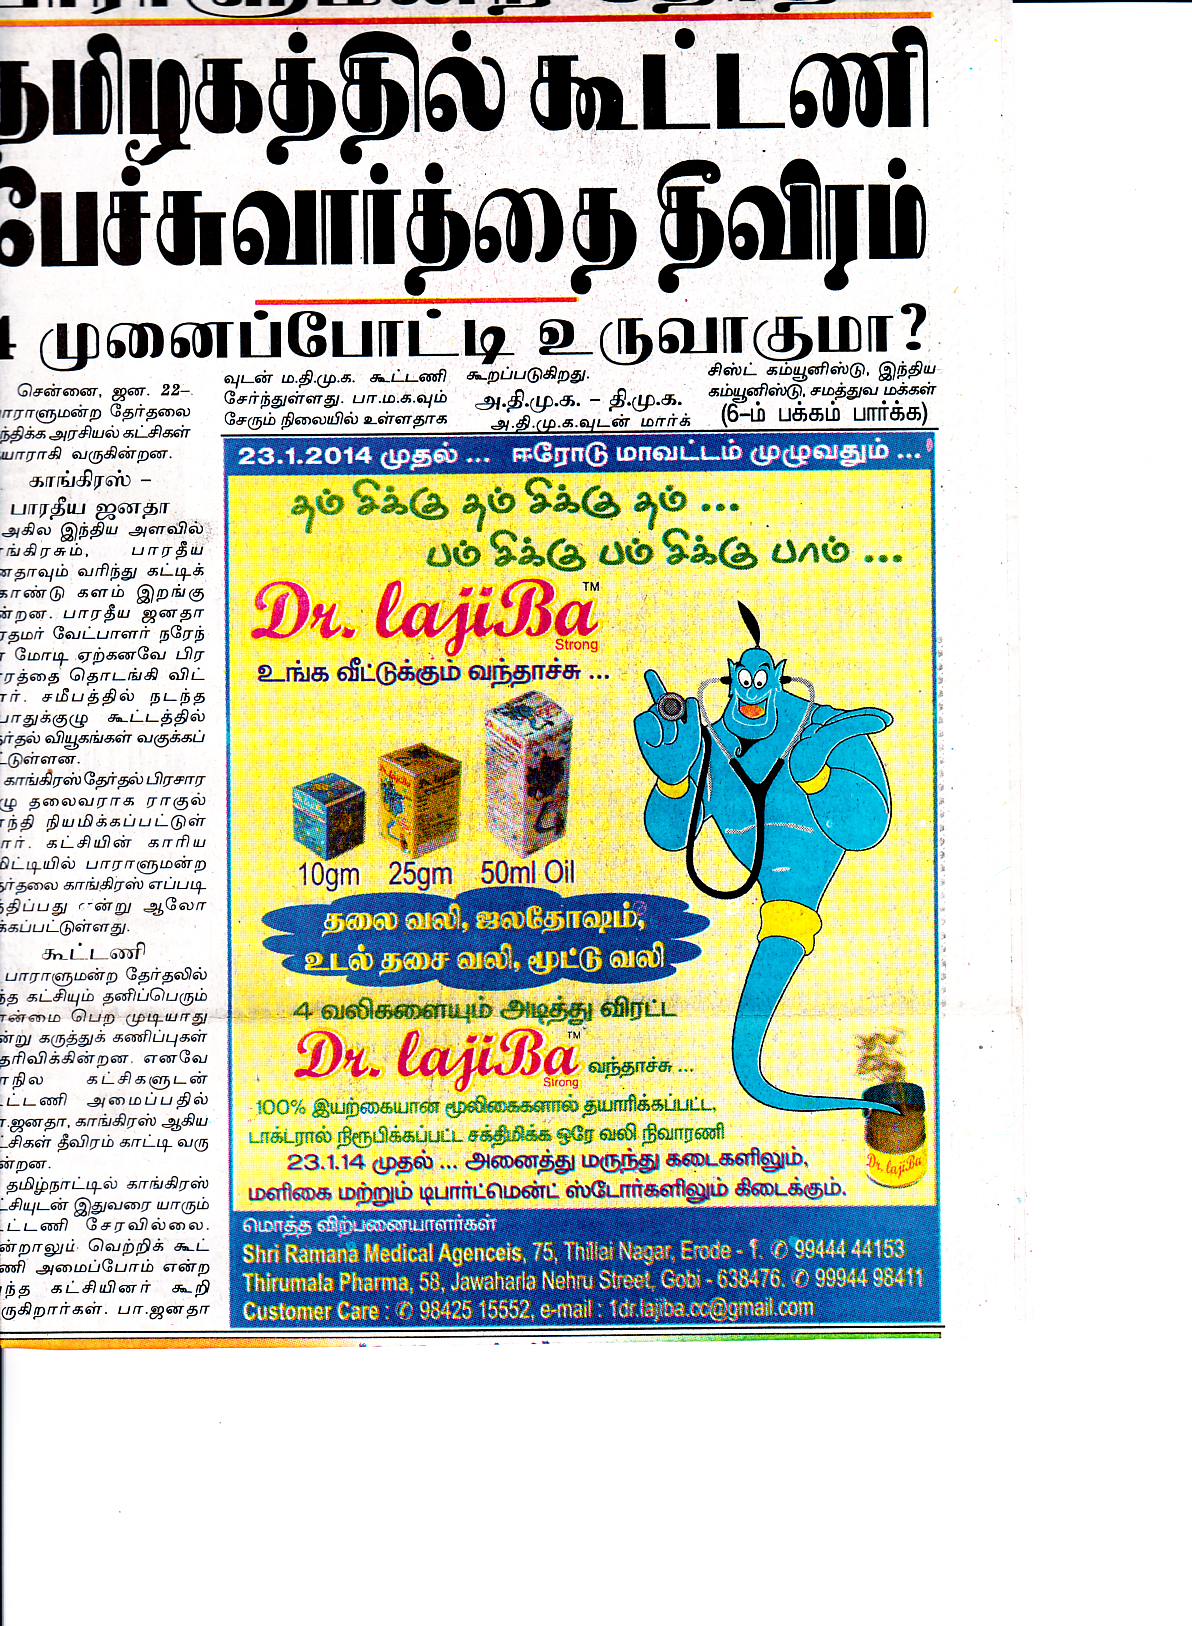 தமிழகத்தில் கூட்டணி
பேச்சுவார்த்தை தீவிரம்
4 முனைப்போட்டி உருவாகுமா?
சென்னை, ஜன. 22–
பாராளுமன்ற தேர்தலை
சந்திக்க அரசியல் கட்சிகள்
தயாராகி வருகின்றன.
காங்கிரஸ் –
பாரதீய ஜனதா
அகில இந்திய அளவில்
காங்கிரசும், பாரதீய
ஜனதாவும் வரிந்து கட்டிக்
கொண்டு களம் இறங்கு
கின்றன. பாரதீய ஜனதா
பிரதமர் வேட்பாளர் நரேந்
திர மோடி ஏற்கனவே பிர
சாரத்தை தொடங்கி விட்
டார். சமீபத்தில் நடந்த
பொதுக்குழு கூட்டத்தில்
தேர்தல் வியூகங்கள் வகுக்கப்
பட்டுள்ளன.
காங்கிரஸ் தேர்தல் பிரசார
குழு தலைவராக ராகுல்
காந்தி நியமிக்கப்பட்டுள்
ளார். கட்சியின் காரிய
கமிட்டியில் பாராளுமன்ற
தேர்தலை காங்கிரஸ் எப்படி
சந்திப்பது என்று ஆலோ
சிக்கப்பட்டுள்ளது.
கூட்டணி
பாராளுமன்ற தேர்தலில்
எந்த கட்சியும் தனிப்பெரும்
பான்மை பெற முடியாது
என்று கருத்துக் கணிப்புகள்
தெரிவிக்கின்றன. எனவே
மாநில கட்சிகளுடன்
கூட்டணி அமைப்பதில்
பா.ஜனதா, காங்கிரஸ் ஆகிய
கட்சிகள் தீவிரம் காட்டி வரு
கின்றன.
தமிழ்நாட்டில் காங்கிரஸ்
கட்சியுடன் இதுவரை யாரும்
கூட்டணி சேரவில்லை.
என்றாலும் வெற்றிக் கூட்
டணி அமைப்போம் என்று
அந்த கட்சியினர் கூறி
வருகிறார்கள். பா.ஜனதா
வுடன் ம.தி.மு.க. கூட்டணி
சேர்ந்துள்ளது. பா.ம.க.வும்
சேரும் நிலையில் உள்ளதாக
கூறப்படுகிறது.
அ.தி.மு.க. – தி.மு.க.
அ.தி.மு.க.வுடன் மார்க்
சிஸ்ட் கம்யூனிஸ்டு, இந்திய
கம்யூனிஸ்டு, சமத்துவ மக்கள்
(6–ம் பக்கம் பார்க்க)
23.1.2014 முதல் ... ஈரோடு மாவட்டம் முழுவதும் ...
தம் சிக்கு தம் சிக்கு தம் ...
பம் சிக்கு பம் சிக்கு பாம் ...
Dr. lajiBa™
Strong
உங்க வீட்டுக்கும் வந்தாச்சு ...
10gm 25gm 50ml Oil
தலை வலி, ஜலதோஷம்,
உடல் தசை வலி, மூட்டு வலி
4 வலிகளையும் அடித்து விரட்ட
Dr. lajiBa™ வந்தாச்சு ...
Strong
100% இயற்கையான மூலிகைகளால் தயாரிக்கப்பட்ட,
டாக்டரால் நிரூபிக்கப்பட்ட சக்திமிக்க ஒரே வலி நிவாரணி
Dr. lajiBa
23.1.14 முதல் ... அனைத்து மருந்து கடைகளிலும்,
மளிகை மற்றும் டிபார்ட்மென்ட் ஸ்டோர்களிலும் கிடைக்கும்.
மொத்த விற்பனையாளர்கள்
Shri Ramana Medical Agenceis, 75, Thillai Nagar, Erode - 1. ✆ 99444 44153
Thirumala Pharma, 58, Jawaharla Nehru Street, Gobi - 638476. ✆ 99944 98411
Customer Care : ✆ 98425 15552, e-mail : 1dr.lajiba.cc@gmail.com